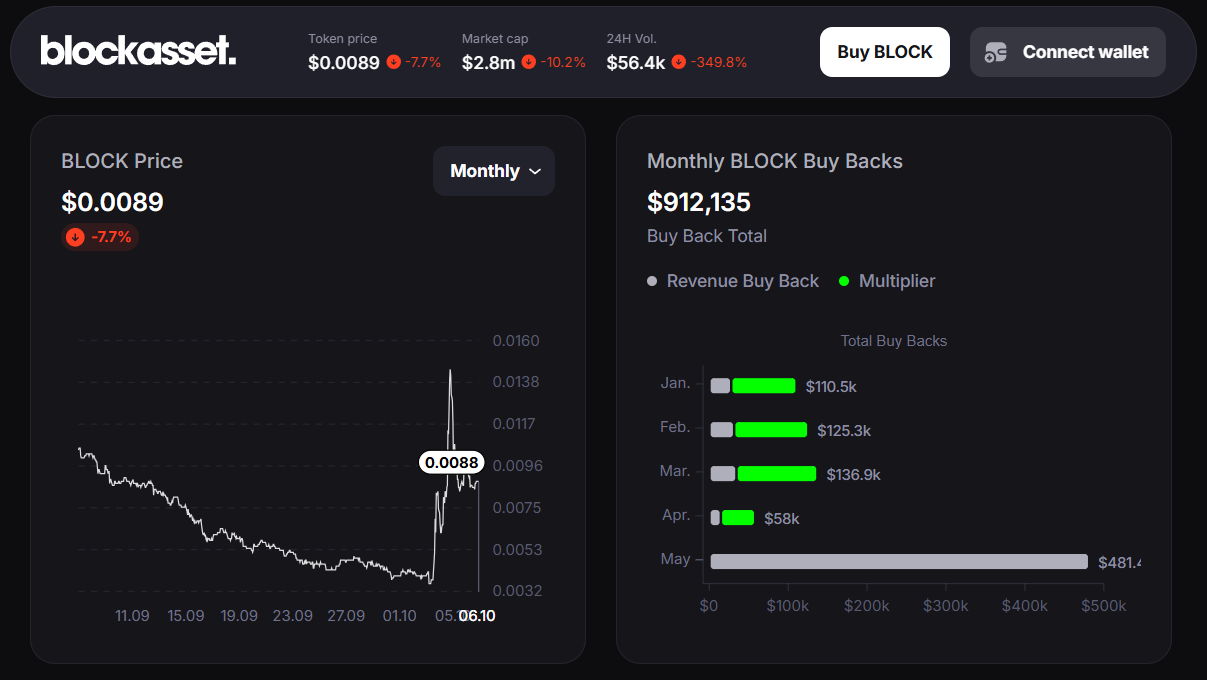 blockasset.
Token price
$0.0089 -7.7%
Market cap
$2.8m -10.2%
24H Vol.
$56.4k -349.8%
Buy BLOCK
Connect wallet
BLOCK Price
$0.0089
-7.7%
Monthly
0.0160
0.0138
0.0117
0.0096
0.0075
0.0053
0.0032
0.0088
11.09 15.09 19.09 23.09 27.09 01.10 05. 06.10
Monthly BLOCK Buy Backs
$912,135
Buy Back Total
Revenue Buy Back Multiplier
Total Buy Backs
Jan. $110.5k
Feb. $125.3k
Mar. $136.9k
Apr. $58k
May $481.4
$0 $100k $200k $300k $400k $500k